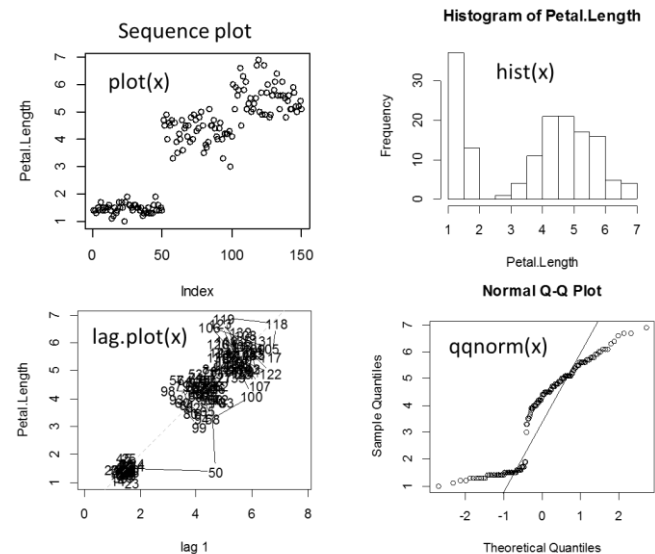 Sequence plot
plot(x)
Petal.Length
1 2 3 4 5 6 7
0 50 100 150
Index
Histogram of Petal.Length
hist(x)
Frequency
0 10 20 30
1 2 3 4 5 6 7
Petal.Length
lag.plot(x)
Petal.Length
1 2 3 4 5 6 7
119
118
106
122
107
100
98
99
50
0 2 4 6 8
lag 1
Normal Q-Q Plot
qqnorm(x)
Sample Quantiles
1 2 3 4 5 6 7
-2 -1 0 1 2
Theoretical Quantiles